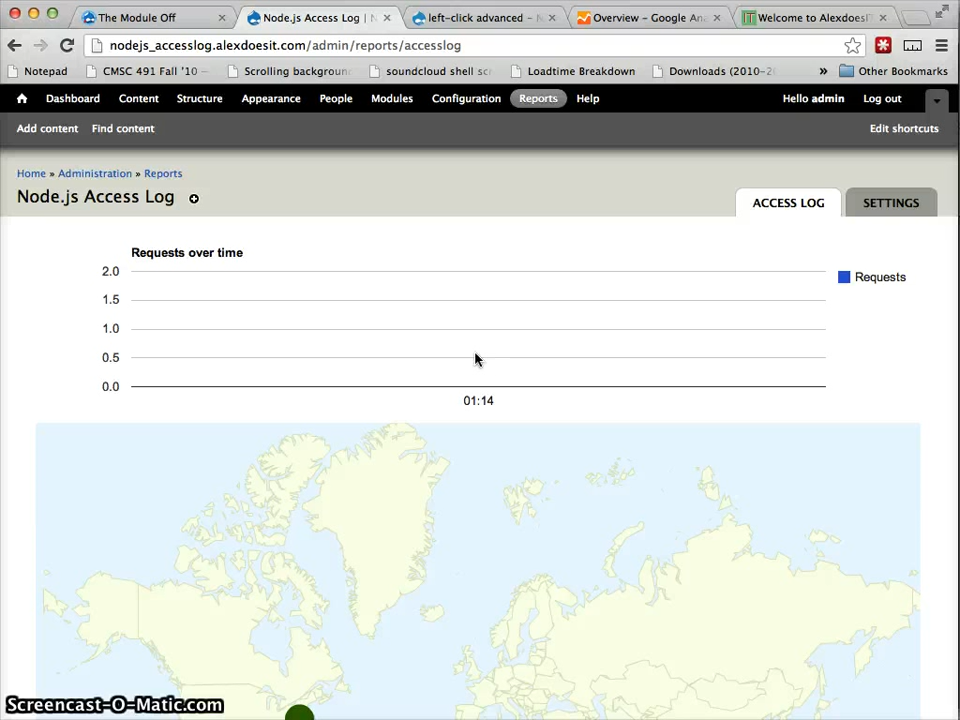 The Module Off
Node.js Access Log | N
left-click advanced - N
Overview - Google An
Welcome to Alexdoesi
nodejs_accesslog.alexdoesit.com/admin/reports/accesslog
Notepad
CMSC 491 Fall '10 -
Scrolling backgroun
soundcloud shell sc
Loadtime Breakdown
Downloads (2010-2
»
Other Bookmarks
Dashboard
Content
Structure
Appearance
People
Modules
Configuration
Reports
Help
Hello admin
Log out
Add content
Find content
Edit shortcuts
Home » Administration » Reports
Node.js Access Log
ACCESS LOG
SETTINGS
Requests over time
2.0
1.5
1.0
0.5
0.0
01:14
Requests
Screencast-O-Matic.com